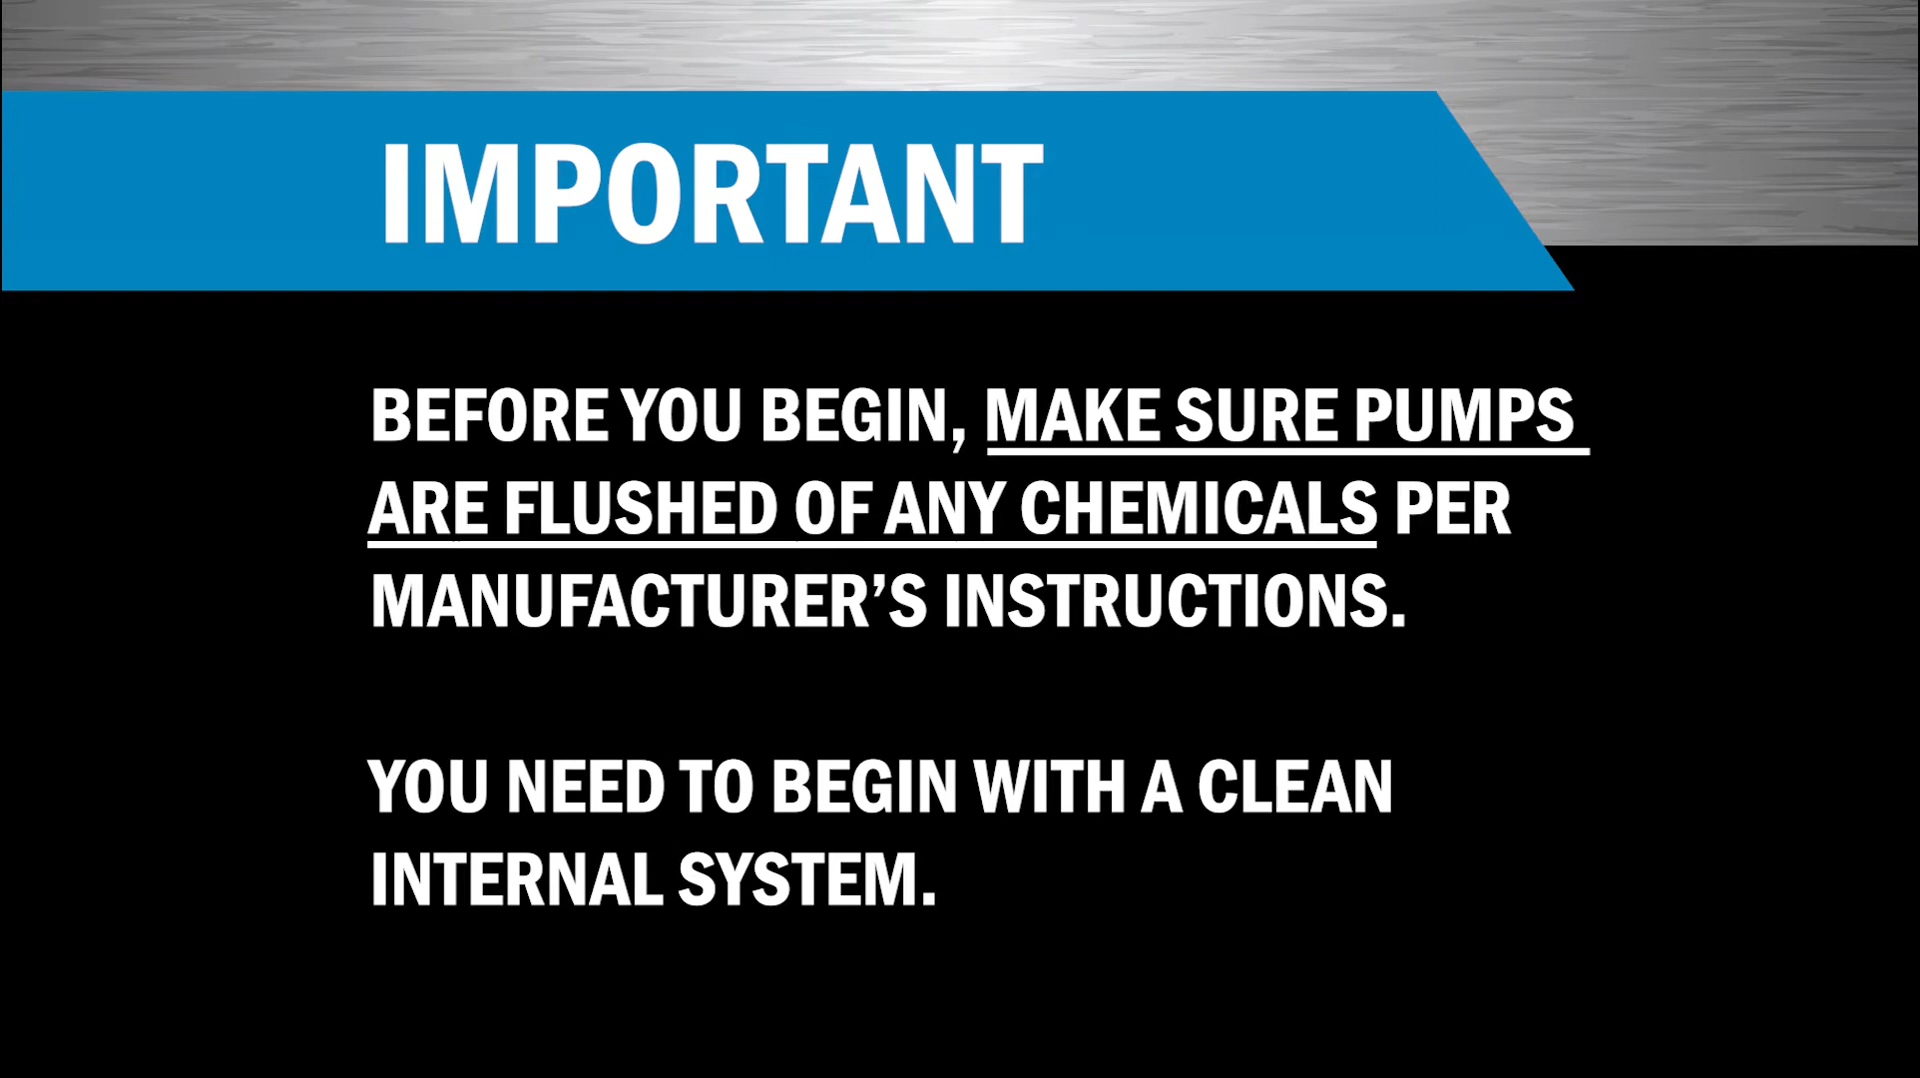 IMPORTANT
BEFORE YOU BEGIN, MAKE SURE PUMPS
ARE FLUSHED OF ANY CHEMICALS PER
MANUFACTURER’S INSTRUCTIONS.
YOU NEED TO BEGIN WITH A CLEAN
INTERNAL SYSTEM.